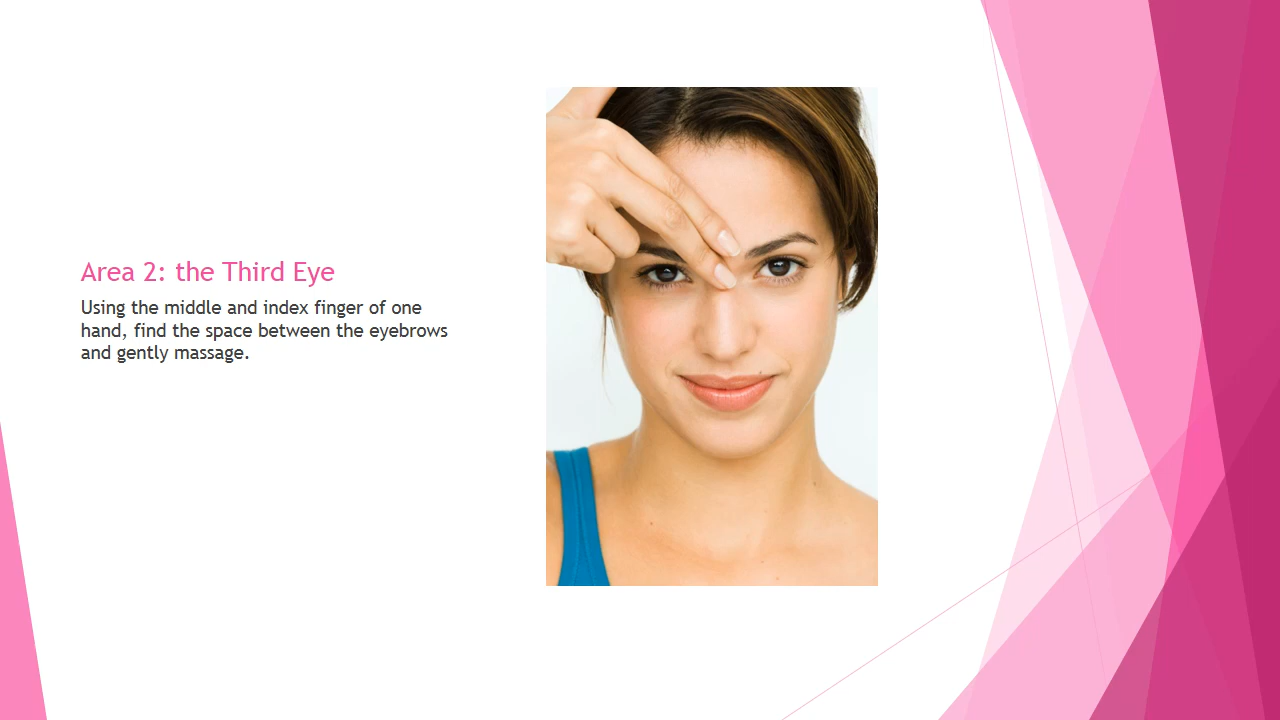 Area 2: the Third Eye
Using the middle and index finger of one
hand, find the space between the eyebrows
and gently massage.